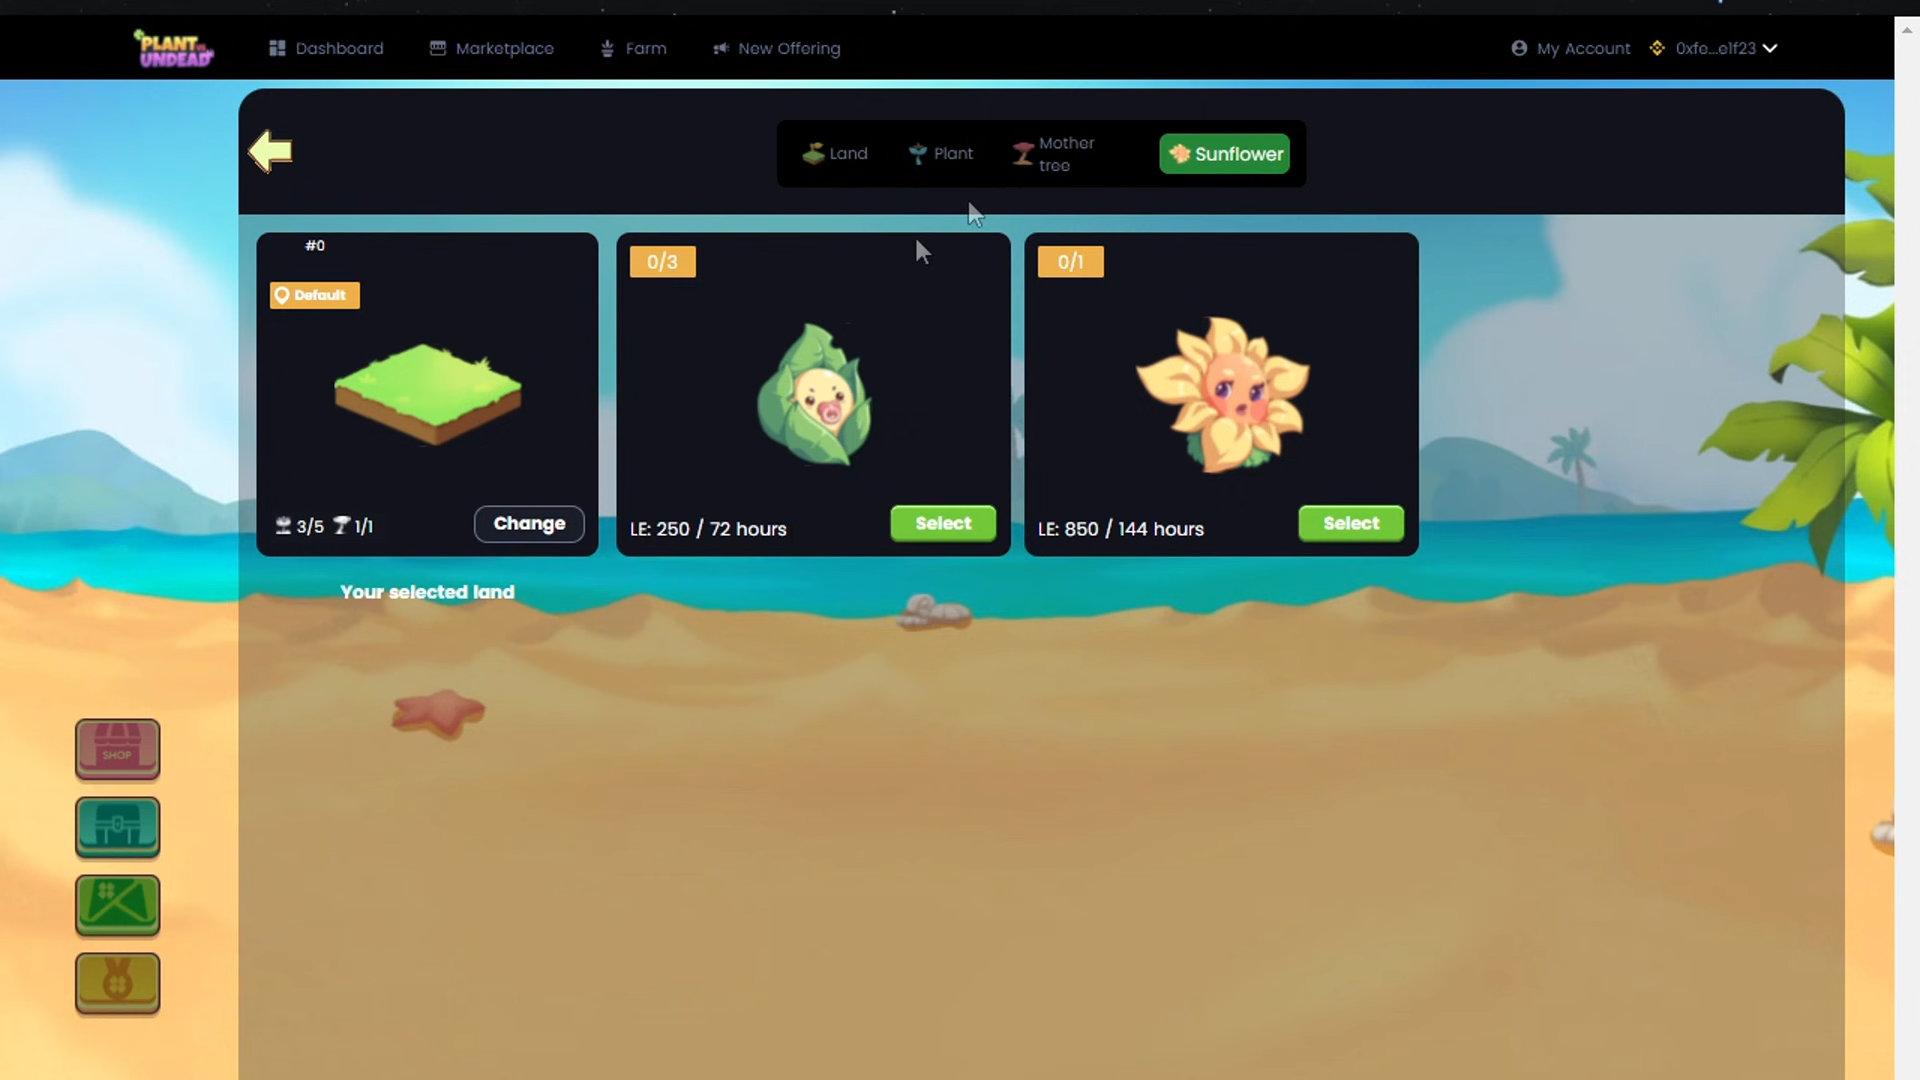 PLANT VS UNDEAD
Dashboard
Marketplace
Farm
New Offering
My Account
0xfe...e1f23
Land
Plant
Mother
tree
Sunflower
#0
Default
3/5 1/1
Change
Your selected land
0/3
LE: 250 / 72 hours
Select
0/1
LE: 850 / 144 hours
Select
SHOP